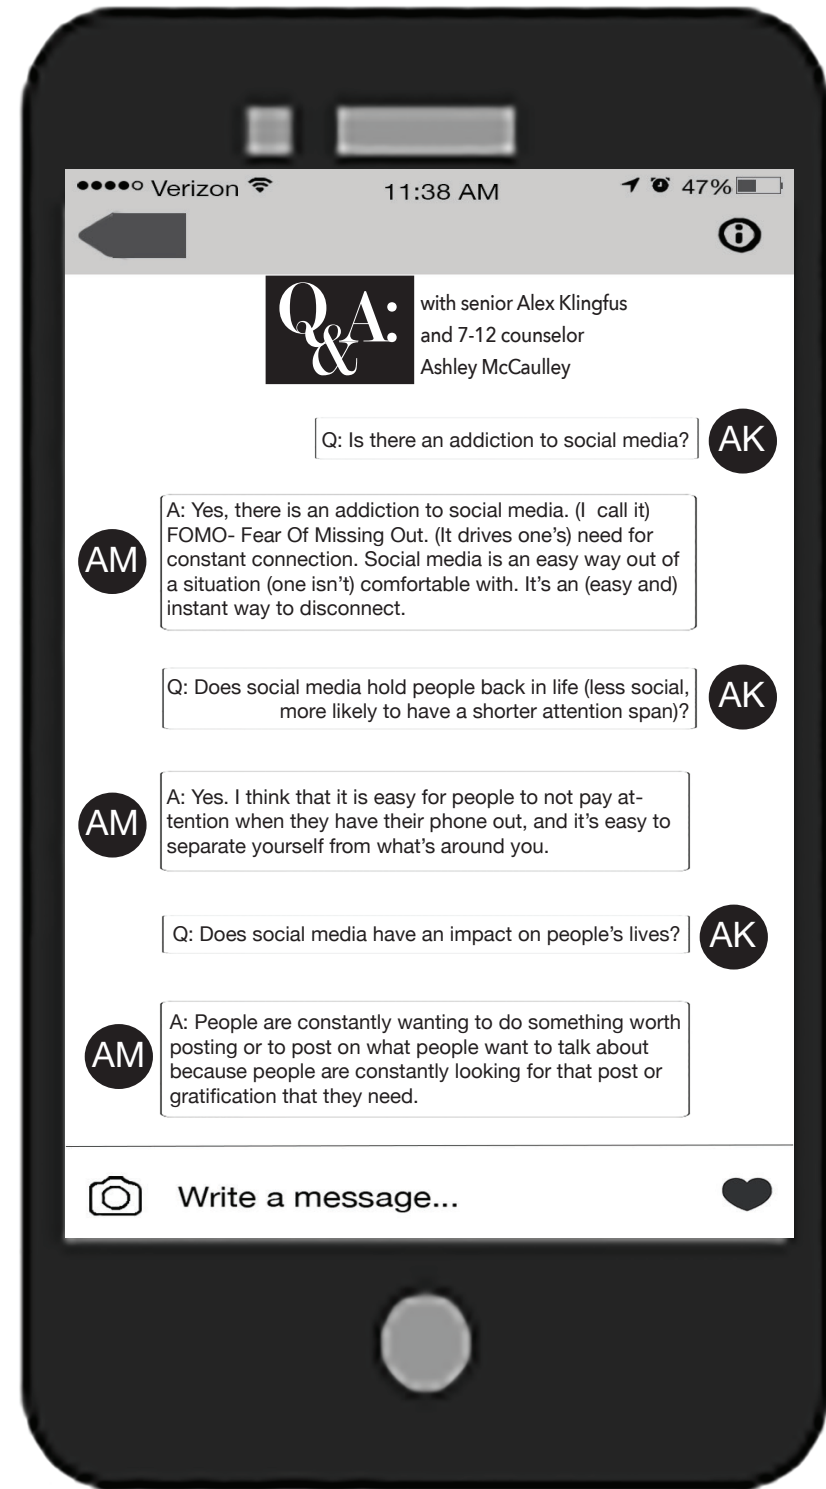 Verizon 11:38 AM 47%
Q&A:
with senior Alex Klingfus
and 7-12 counselor
Ashley McCaulley
Q: Is there an addiction to social media?
AK
A: Yes, there is an addiction to social media. (I call it)
FOMO- Fear Of Missing Out. (It drives one's) need for
constant connection. Social media is an easy way out of
a situation (one isn't) comfortable with. It's an (easy and)
instant way to disconnect.
AM
Q: Does social media hold people back in life (less social,
more likely to have a shorter attention span)?
AK
A: Yes. I think that it is easy for people to not pay at-
tention when they have their phone out, and it's easy to
separate yourself from what's around you.
AM
Q: Does social media have an impact on people's lives?
AK
A: People are constantly wanting to do something worth
posting or to post on what people want to talk about
because people are constantly looking for that post or
gratification that they need.
AM
Write a message...